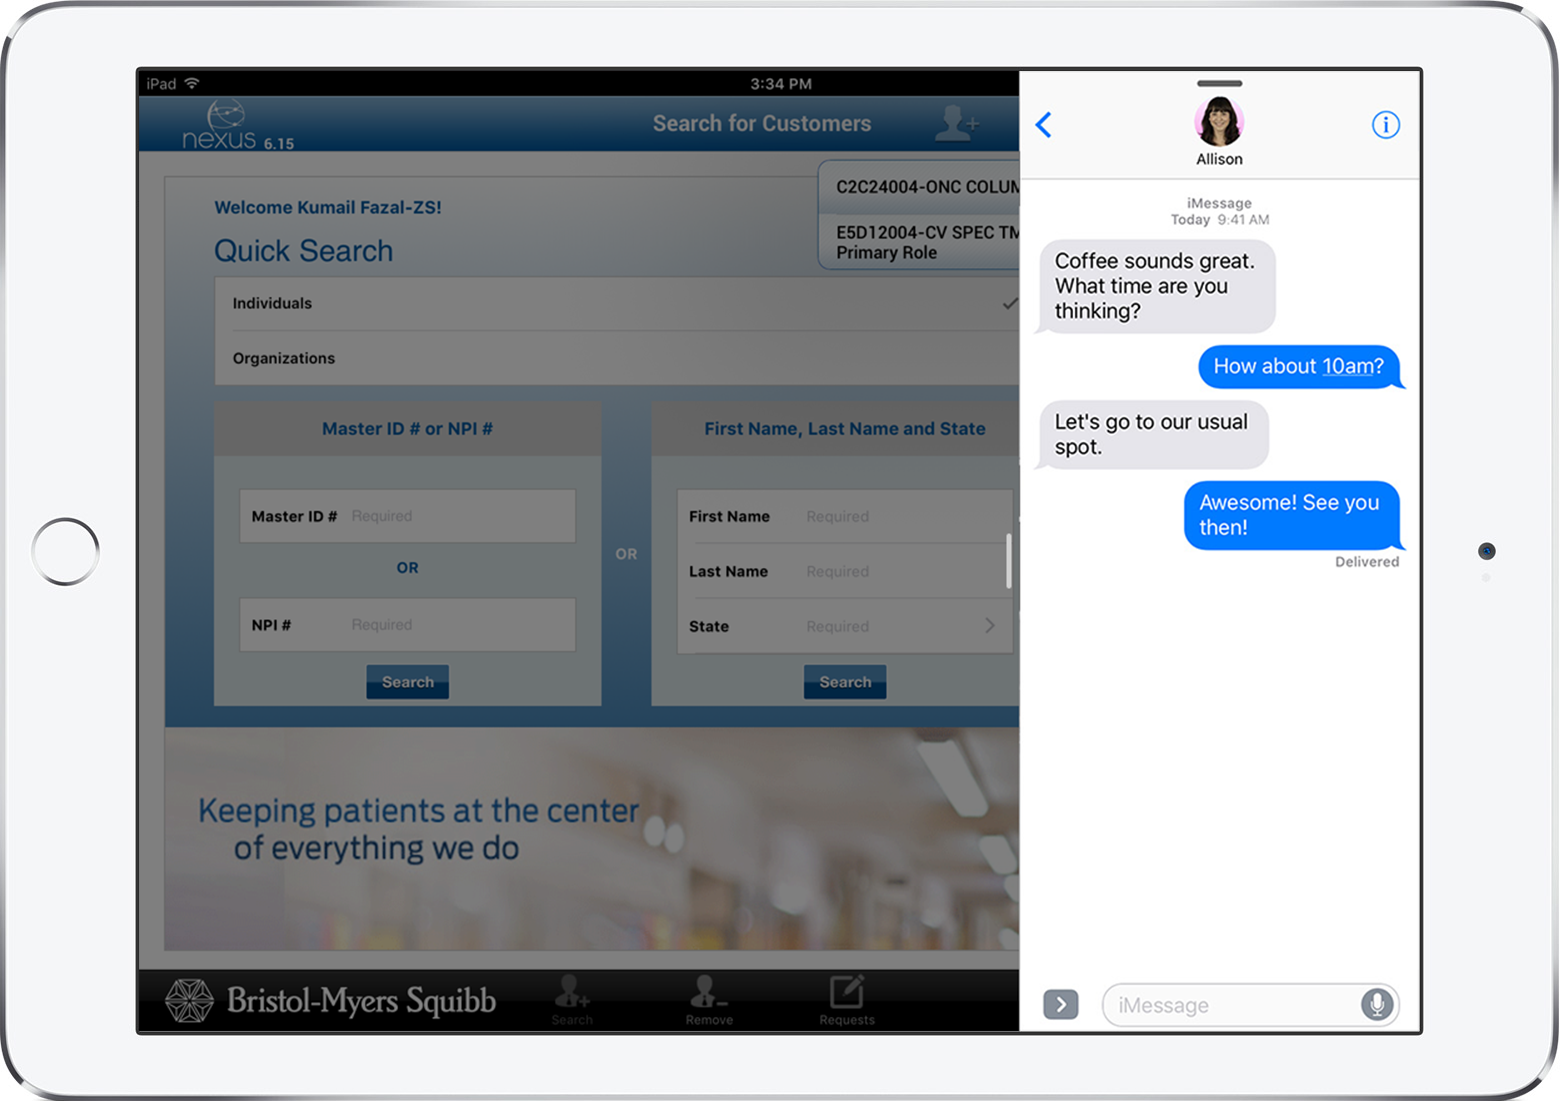 iPad
3:34 PM
nexus 6.15
Search for Customers
Welcome Kumail Fazal-ZS!
C2C24004-ONC COLUM
E5D12004-CV SPEC TM
Primary Role
Quick Search
Individuals
Organizations
Master ID # or NPI #
Master ID # Required
OR
NPI # Required
Search
OR
First Name, Last Name and State
First Name Required
Last Name Required
State Required
Search
Keeping patients at the center
of everything we do
Bristol-Myers Squibb
Search
Remove
Requests
Allison
iMessage
Today 9:41 AM
Coffee sounds great.
What time are you
thinking?
How about 10am?
Let's go to our usual
spot.
Awesome! See you
then!
Delivered
iMessage